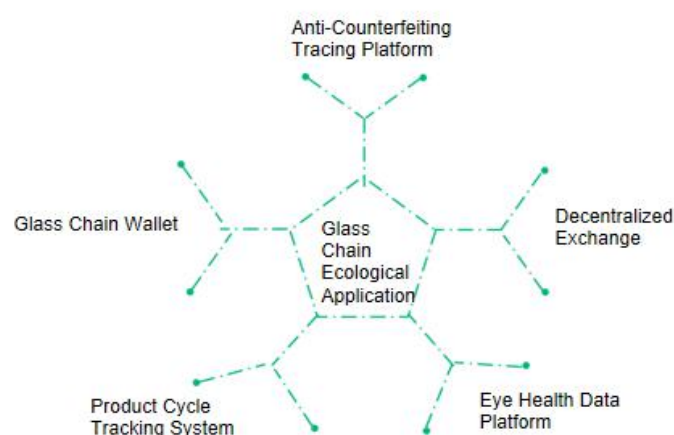 Anti-Counterfeiting
Tracing Platform
Glass Chain Wallet
Glass
Chain
Ecological
Application
Decentralized
Exchange
Product Cycle
Tracking System
Eye Health Data
Platform